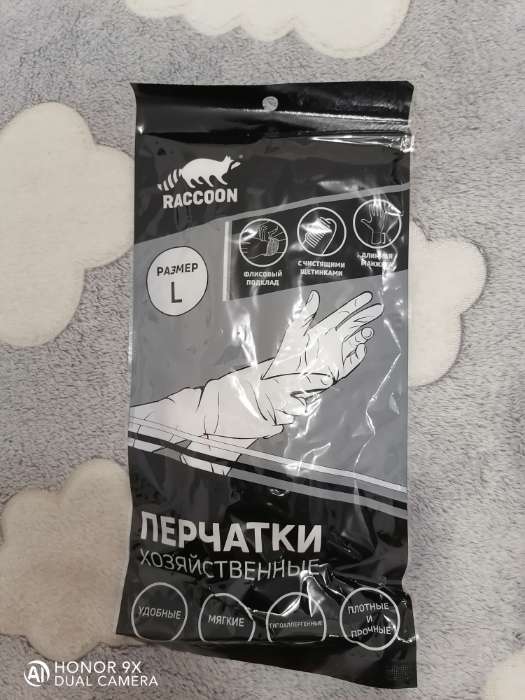 RACCOON
РАЗМЕР
L
ФЛИСОВЫЙ
ПОДКЛАД
С ЧИСТЯЩИМИ
ЩЕТИНКАМИ
ДЛИННАЯ
МАНЖЕТА
ПЕРЧАТКИ
ХОЗЯЙСТВЕННЫЕ
УДОБНЫЕ
МЯГКИЕ
ГИПОАЛЛЕРГЕННЫЕ
ПЛОТНЫЕ
И
ПРОЧНЫЕ
AI HONOR 9X
DUAL CAMERA